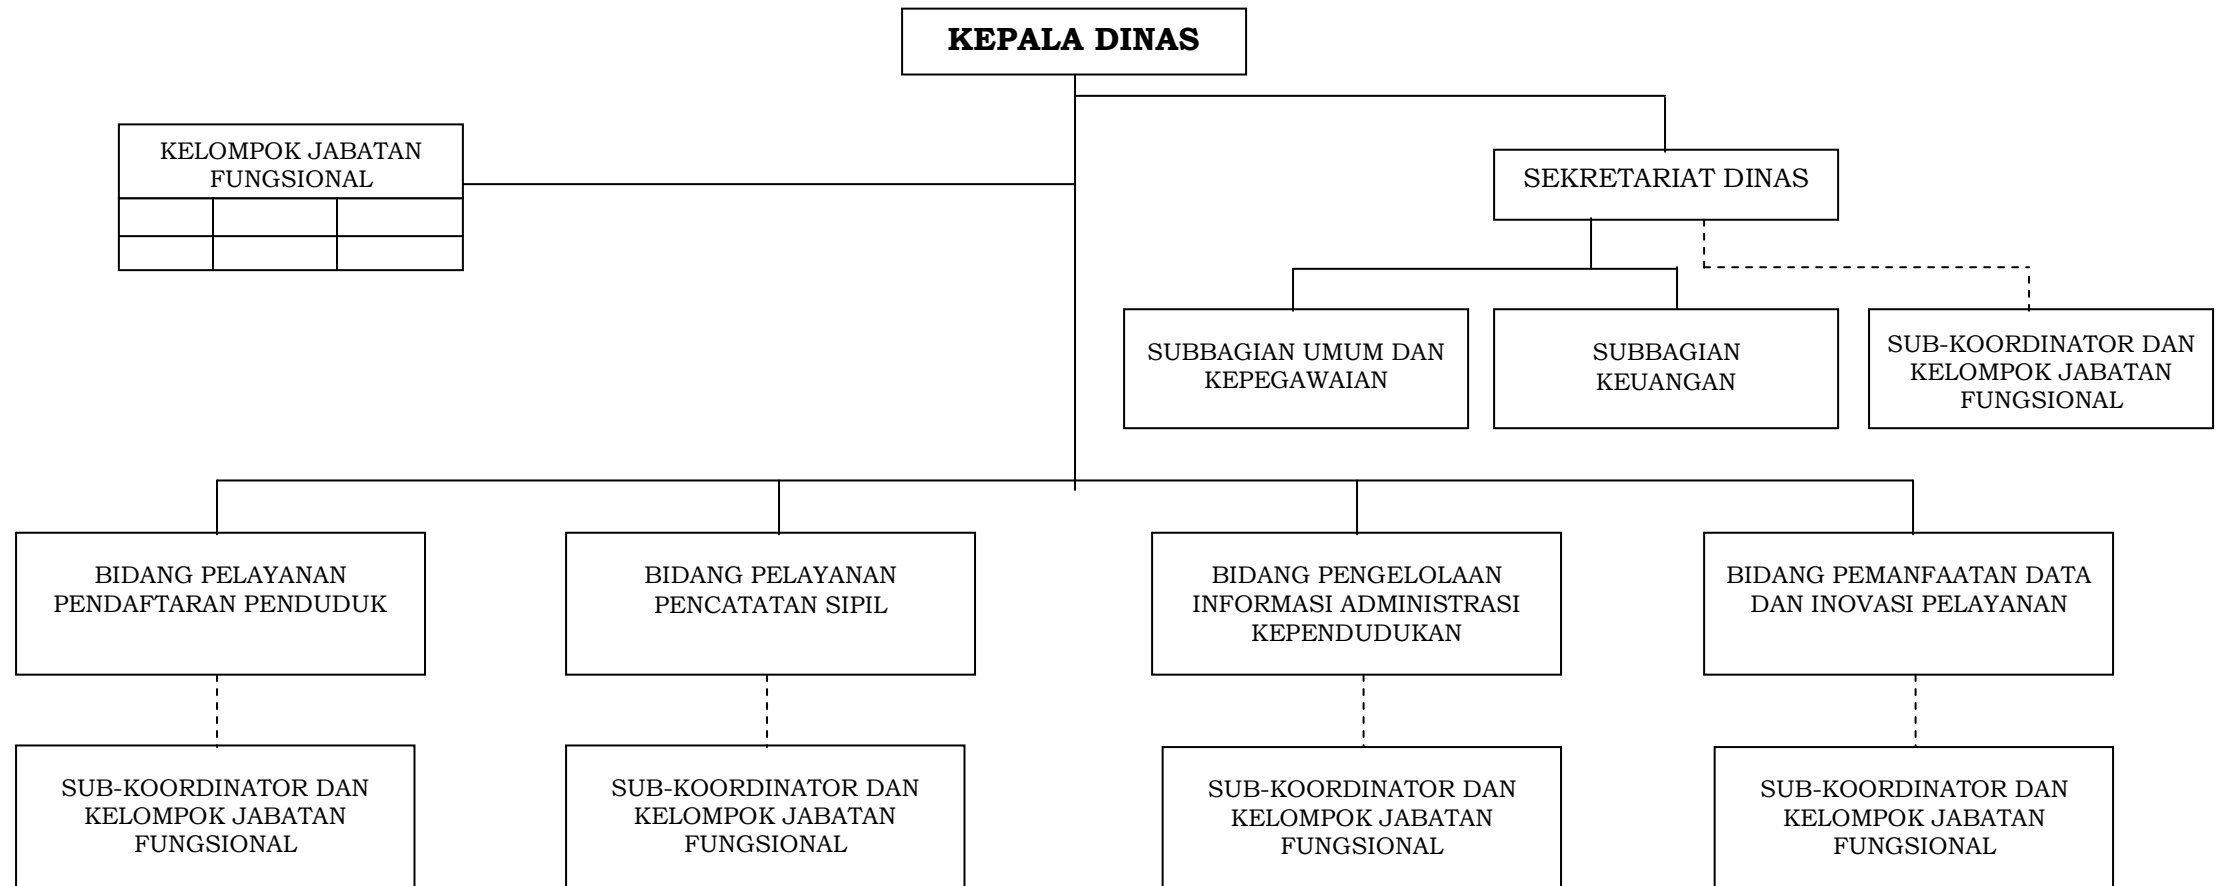 KEPALA DINAS
KELOMPOK JABATAN
FUNGSIONAL
SEKRETARIAT DINAS
SUBBAGIAN UMUM DAN
KEPEGAWAIAN
SUBBAGIAN
KEUANGAN
SUB-KOORDINATOR DAN
KELOMPOK JABATAN
FUNGSIONAL
BIDANG PELAYANAN
PENDAFTARAN PENDUDUK
BIDANG PELAYANAN
PENCATATAN SIPIL
BIDANG PENGELOLAAN
INFORMASI ADMINISTRASI
KEPENDUDUKAN
BIDANG PEMANFAATAN DATA
DAN INOVASI PELAYANAN
SUB-KOORDINATOR DAN
KELOMPOK JABATAN
FUNGSIONAL
SUB-KOORDINATOR DAN
KELOMPOK JABATAN
FUNGSIONAL
SUB-KOORDINATOR DAN
KELOMPOK JABATAN
FUNGSIONAL
SUB-KOORDINATOR DAN
KELOMPOK JABATAN
FUNGSIONAL